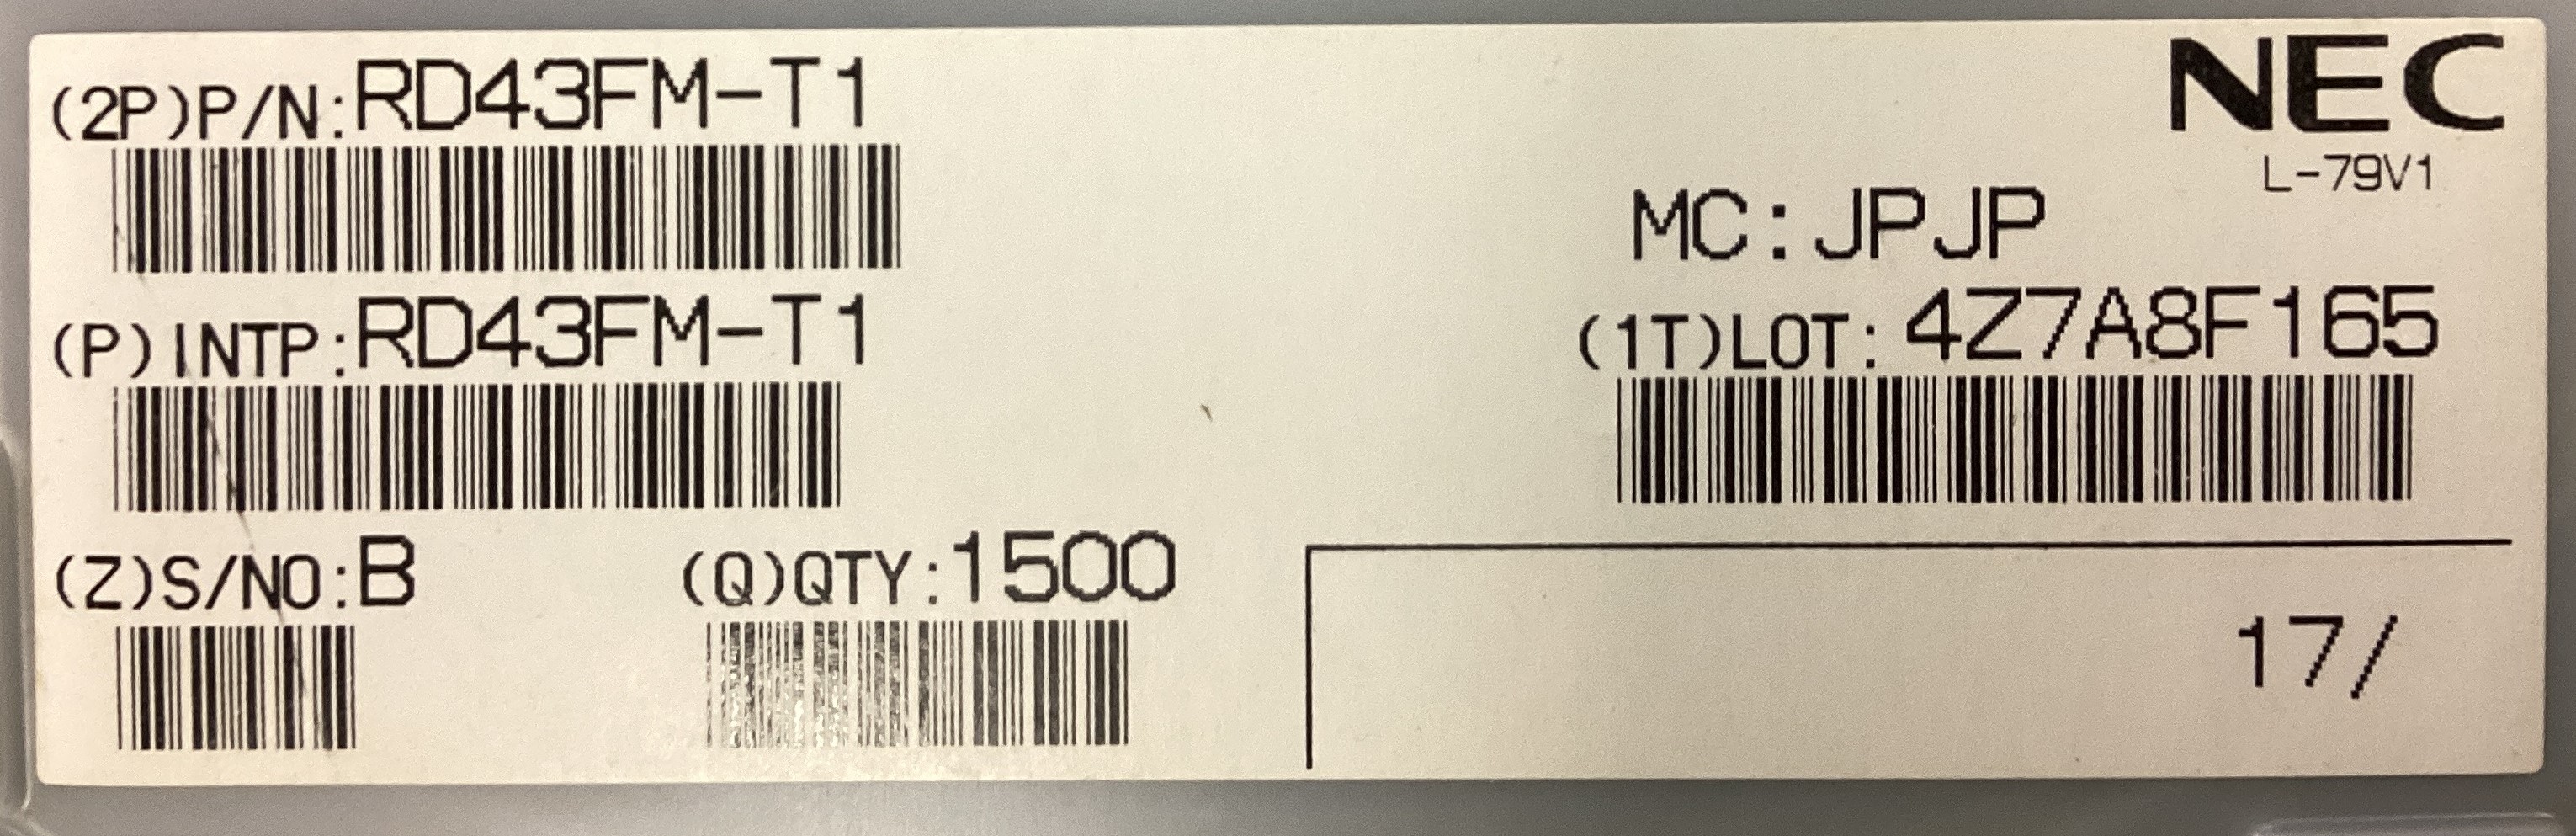 (2P)P/N:RD43FM-T1
NEC
L-79V1
MC:JPJP
(P)INTP:RD43FM-T1
(1T)LOT:4Z7A8F165
(Z)S/NO:B
(Q)QTY:1500
17/